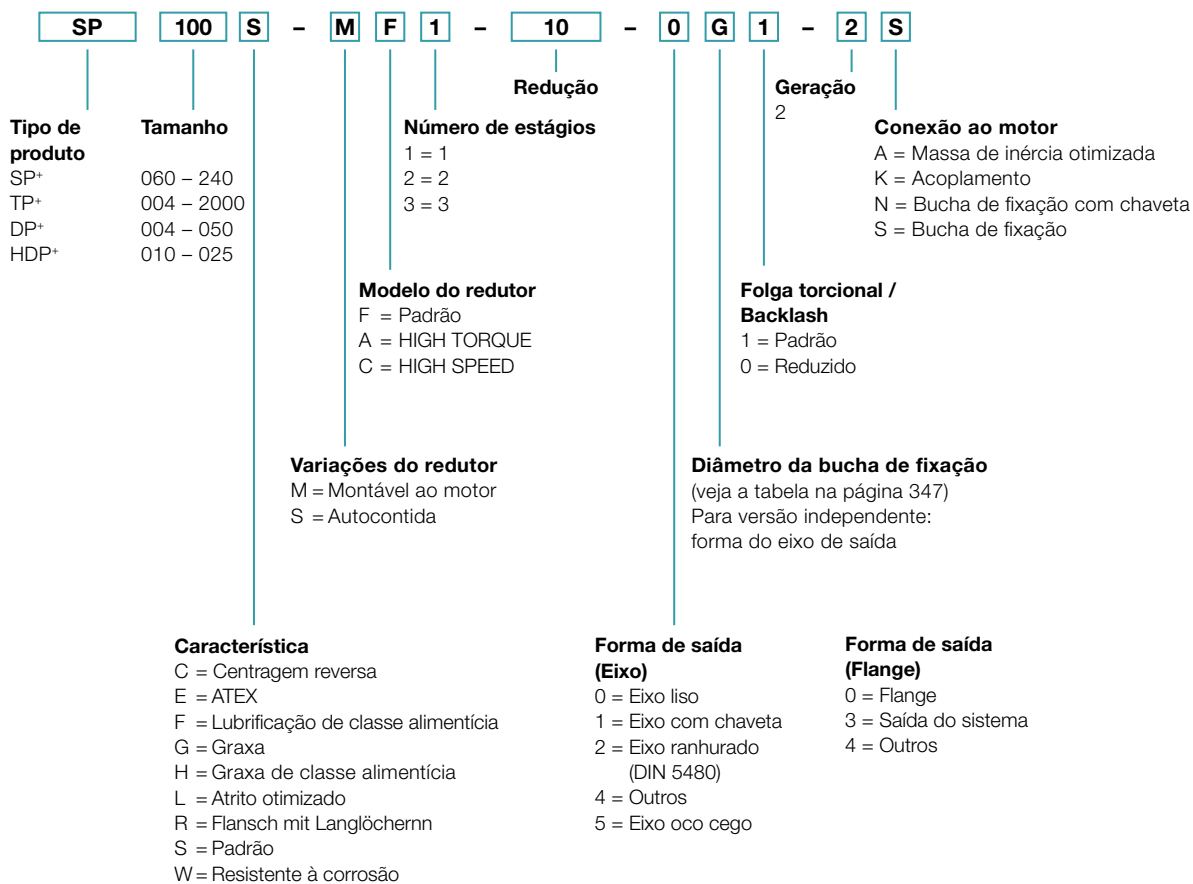 SP 100 S – M F 1 – 10 – 0 G 1 – 2 S
Redução
Geração
2
Tipo de
produto
SP+
TP+
DP+
HDP+
Tamanho
060 – 240
004 – 2000
004 – 050
010 – 025
Número de estágios
1 = 1
2 = 2
3 = 3
Conexão ao motor
A = Massa de inércia otimizada
K = Acoplamento
N = Bucha de fixação com chaveta
S = Bucha de fixação
Modelo do redutor
F = Padrão
A = HIGH TORQUE
C = HIGH SPEED
Folga torcional /
Backlash
1 = Padrão
0 = Reduzido
Variações do redutor
M = Montável ao motor
S = Autocontida
Diâmetro da bucha de fixação
(veja a tabela na página 347)
Para versão independente:
forma do eixo de saída
Característica
C = Centragem reversa
E = ATEX
F = Lubrificação de classe alimentícia
G = Graxa
H = Graxa de classe alimentícia
L = Atrito otimizado
R = Flansch mit Langlöchernn
S = Padrão
W = Resistente à corrosão
Forma de saída
(Eixo)
0 = Eixo liso
1 = Eixo com chaveta
2 = Eixo ranhurado
(DIN 5480)
4 = Outros
5 = Eixo oco cego
Forma de saída
(Flange)
0 = Flange
3 = Saída do sistema
4 = Outros